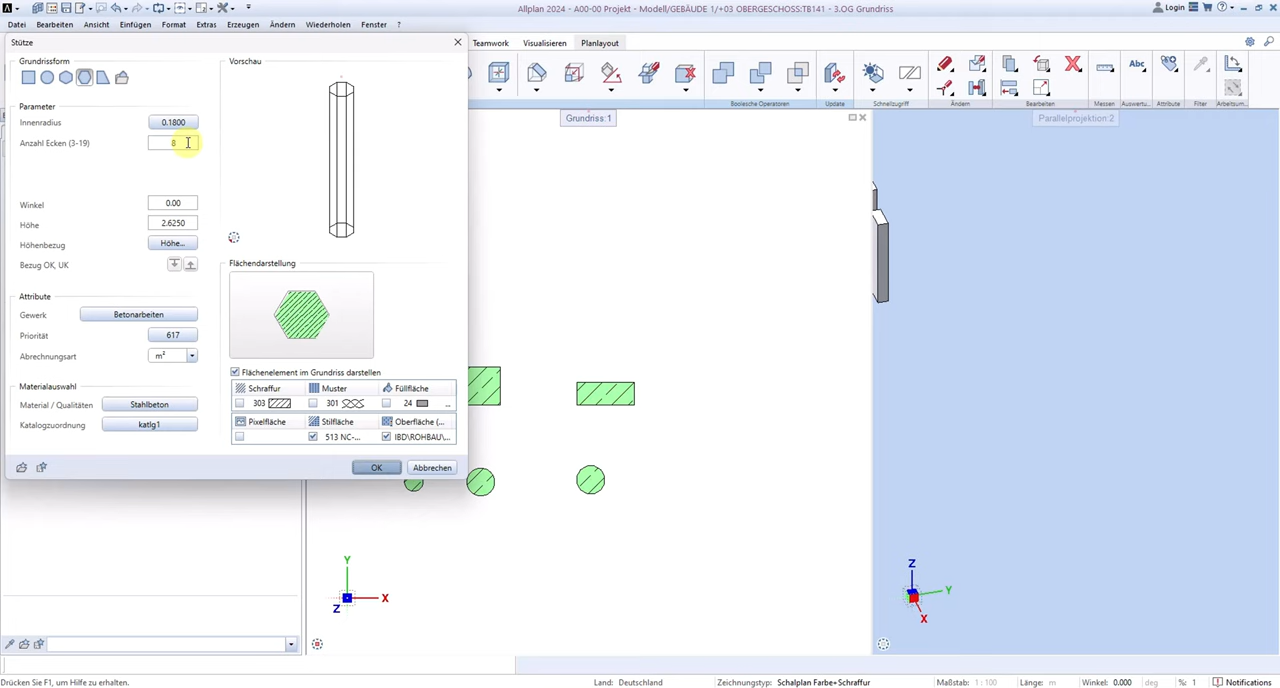 Allplan 2024 - A00-00 Projekt - Modell/GEBÄUDE 1/+03 OBERGESCHOSS:TB141 - 3.OG Grundriss
Login
Datei Bearbeiten Ansicht Einfügen Format Extras Erzeugen Ändern Wiederholen Fenster ?
Stütze
Teamwork Visualisieren Planlayout
Grundrissform
Vorschau
Abc
Boolesche Operatoren Update Schnellzugriff Ändern Bearbeiten Messen Auswertu... Attribute Filter Arbeitsum...
Parameter
Innenradius 0.1800
Anzahl Ecken (3-19) 8
Grundriss:1
Parallelprojektion:2
Winkel 0.00
Höhe 2.6250
Höhenbezug Höhe...
Bezug OK, UK
Flächendarstellung
Attribute
Gewerk Betonarbeiten
Priorität 617
Abrechnungsart m²
Flächenelement im Grundriss darstellen
Schraffur Muster Füllfläche
303 301 24 ...
Pixelfläche Stilfläche Oberfläche (...
513 NC-... IBD\ROHBAU\...
Materialauswahl
Material / Qualitäten Stahlbeton
Katalogzuordnung katlg1
OK Abbrechen
Y
X
Z
Z
Y
X
Drücken Sie F1, um Hilfe zu erhalten.
Land: Deutschland Zeichnungstyp: Schalplan Farbe+Schraffur Maßstab: 1 : 100 Länge: m Winkel: 0.000 deg %: 1 Notifications